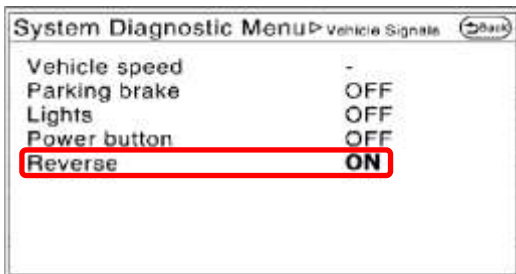 System Diagnostic Menu▷ Vehicle Signals Back
Vehicle speed -
Parking brake OFF
Lights OFF
Power button OFF
Reverse ON